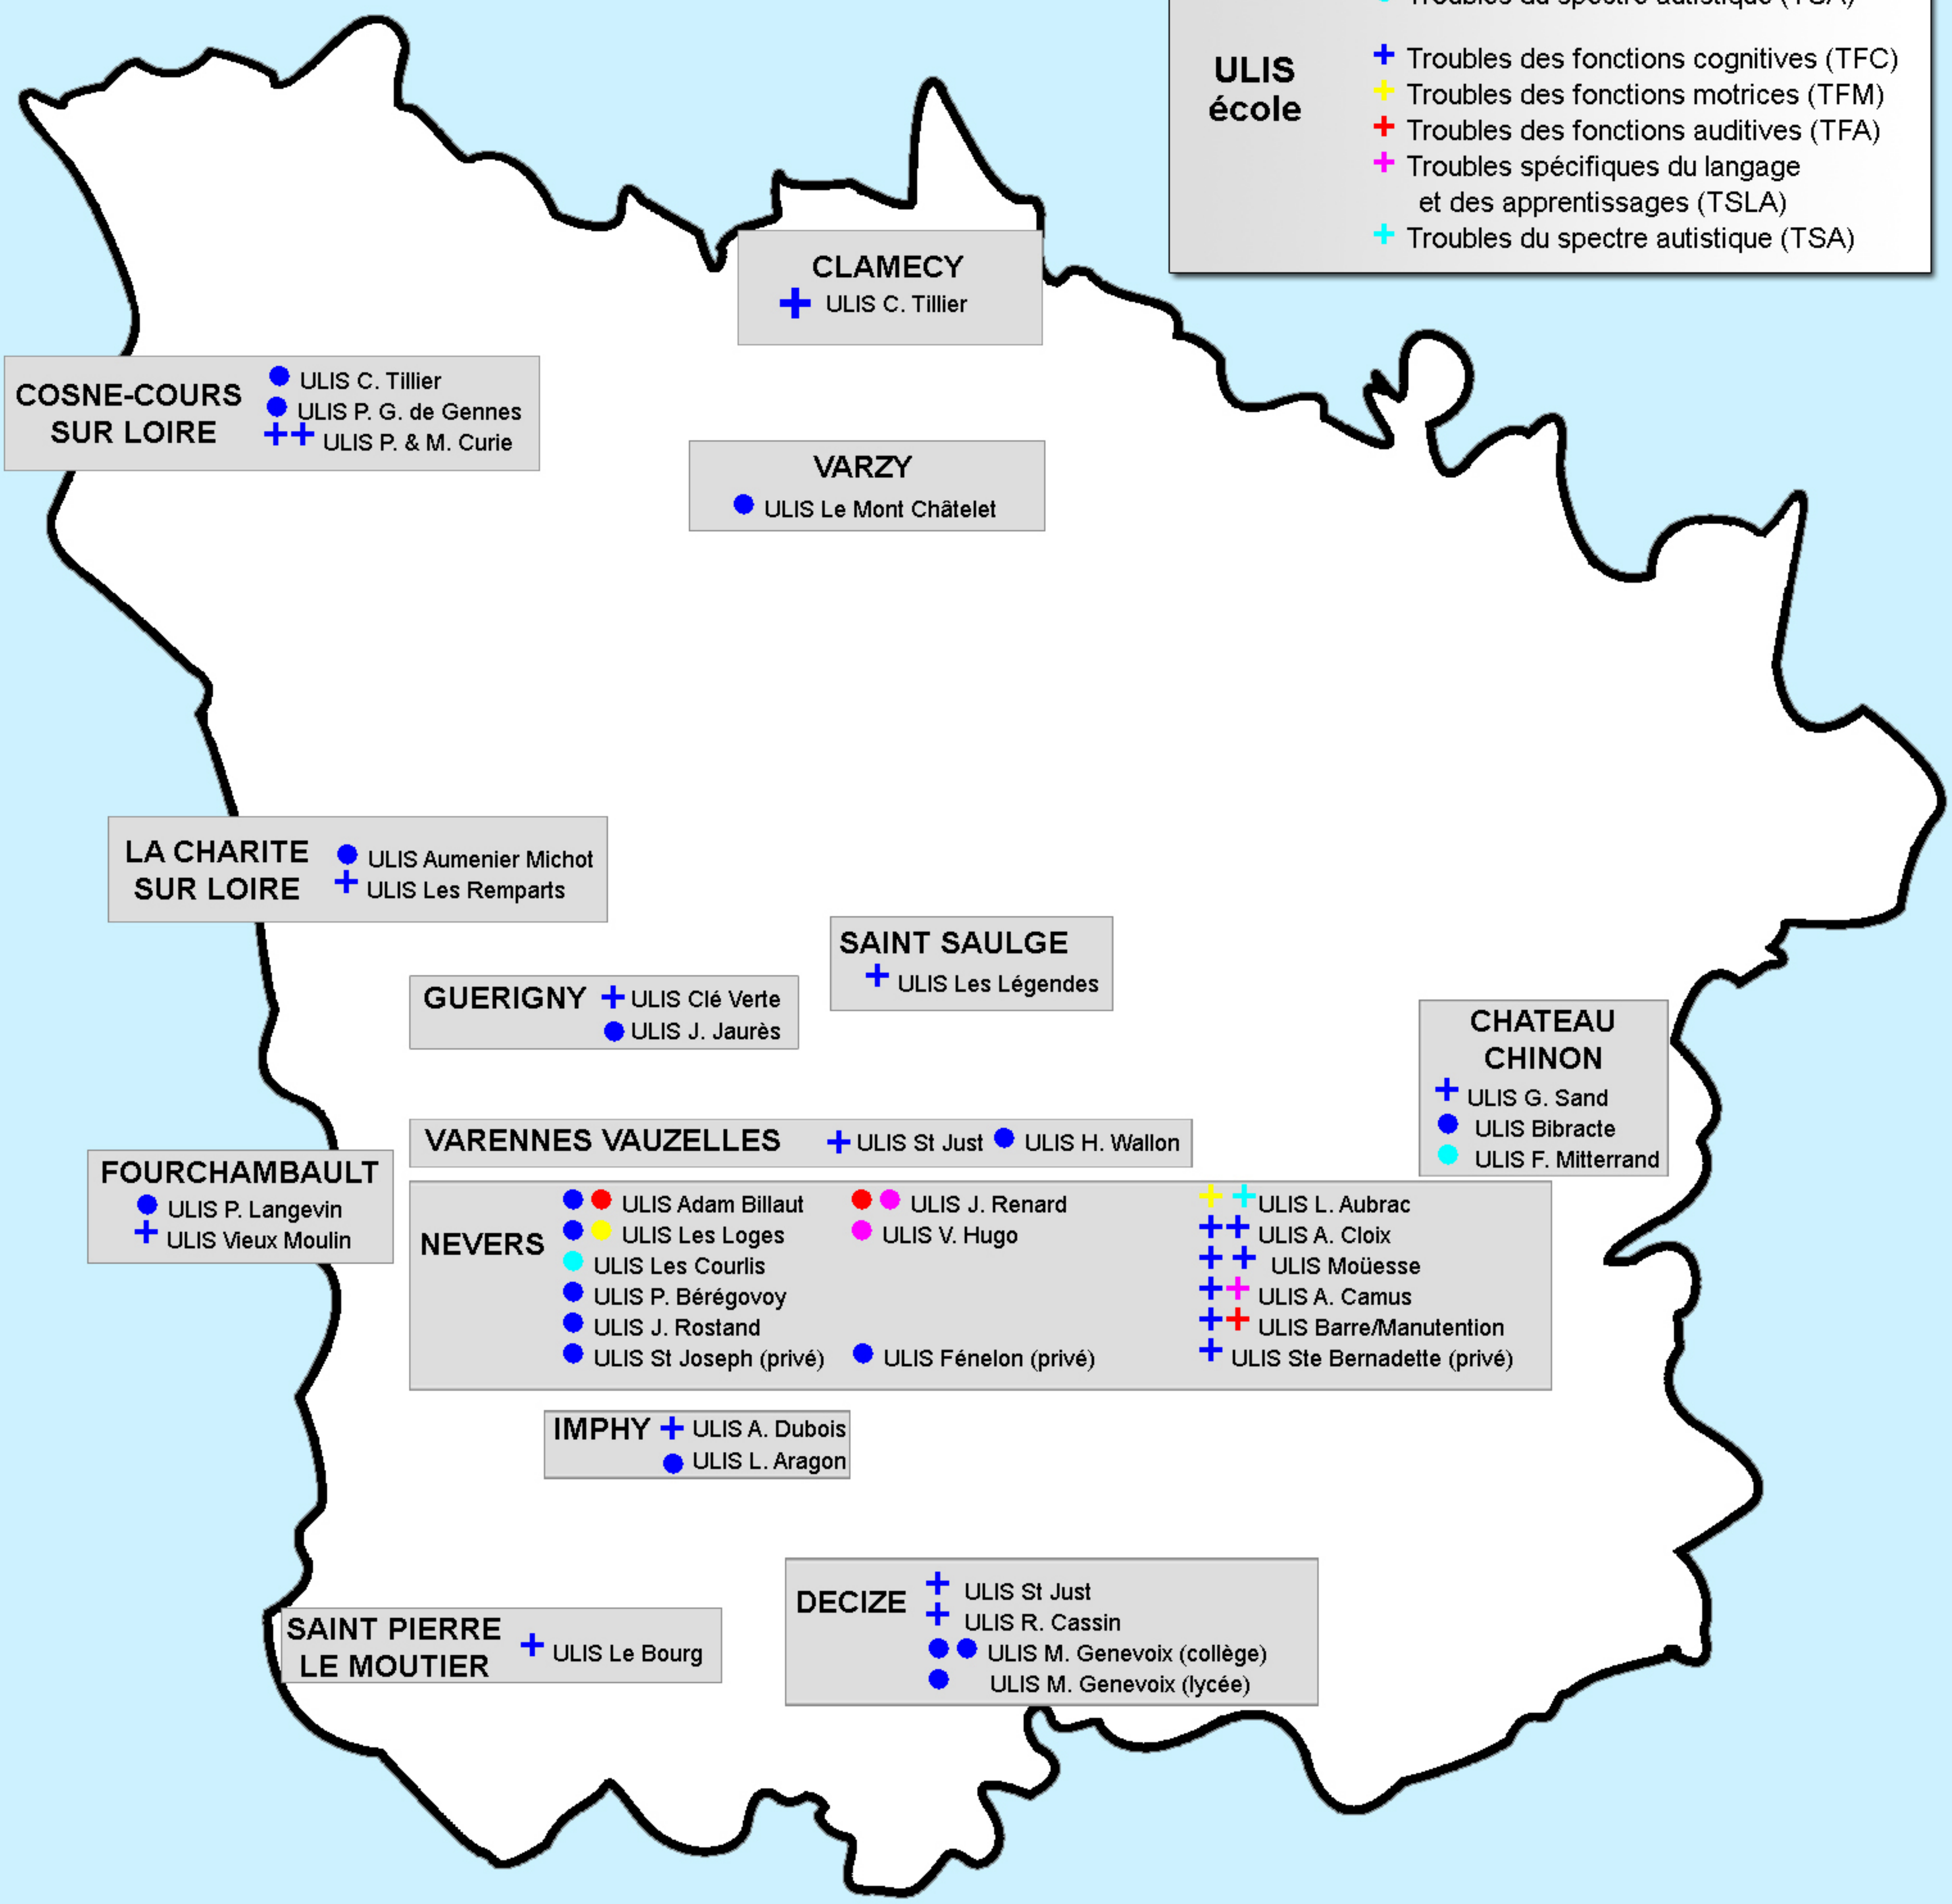 Troubles du spectre autistique (TSA)
ULIS
école
Troubles des fonctions cognitives (TFC)
Troubles des fonctions motrices (TFM)
Troubles des fonctions auditives (TFA)
Troubles spécifiques du langage
et des apprentissages (TSLA)
Troubles du spectre autistique (TSA)
CLAMECY
ULIS C. Tillier
COSNE-COURS
SUR LOIRE
ULIS C. Tillier
ULIS P. G. de Gennes
ULIS P. & M. Curie
VARZY
ULIS Le Mont Châtelet
LA CHARITE
SUR LOIRE
ULIS Aumenier Michot
ULIS Les Remparts
SAINT SAULGE
ULIS Les Légendes
GUERIGNY
ULIS Clé Verte
ULIS J. Jaurès
CHATEAU
CHINON
ULIS G. Sand
ULIS Bibracte
ULIS F. Mitterrand
VARENNES VAUZELLES ULIS St Just ULIS H. Wallon
FOURCHAMBAULT
ULIS P. Langevin
ULIS Vieux Moulin
NEVERS
ULIS Adam Billaut
ULIS Les Loges
ULIS Les Courlis
ULIS P. Bérégovoy
ULIS J. Rostand
ULIS St Joseph (privé)
ULIS J. Renard
ULIS V. Hugo
ULIS Fénelon (privé)
ULIS L. Aubrac
ULIS A. Cloix
ULIS Moüesse
ULIS A. Camus
ULIS Barre/Manutention
ULIS Ste Bernadette (privé)
IMPHY
ULIS A. Dubois
ULIS L. Aragon
DECIZE
ULIS St Just
ULIS R. Cassin
ULIS M. Genevoix (collège)
ULIS M. Genevoix (lycée)
SAINT PIERRE
LE MOUTIER
ULIS Le Bourg